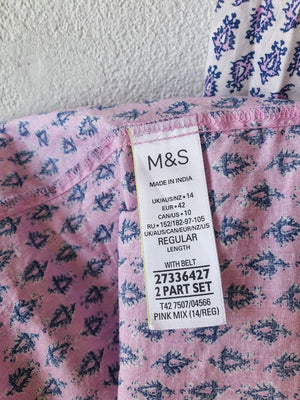 M&S
MADE IN INDIA
UK/AUS/NZ • 14
EUR • 42
CAN/US • 10
RU • 152/182-97-105
UK/AUS/CAN/EUR/NZ/US
REGULAR
LENGTH
WITH BELT
27336427
2 PART SET
T42 7507/04566
PINK MIX (14/REG)